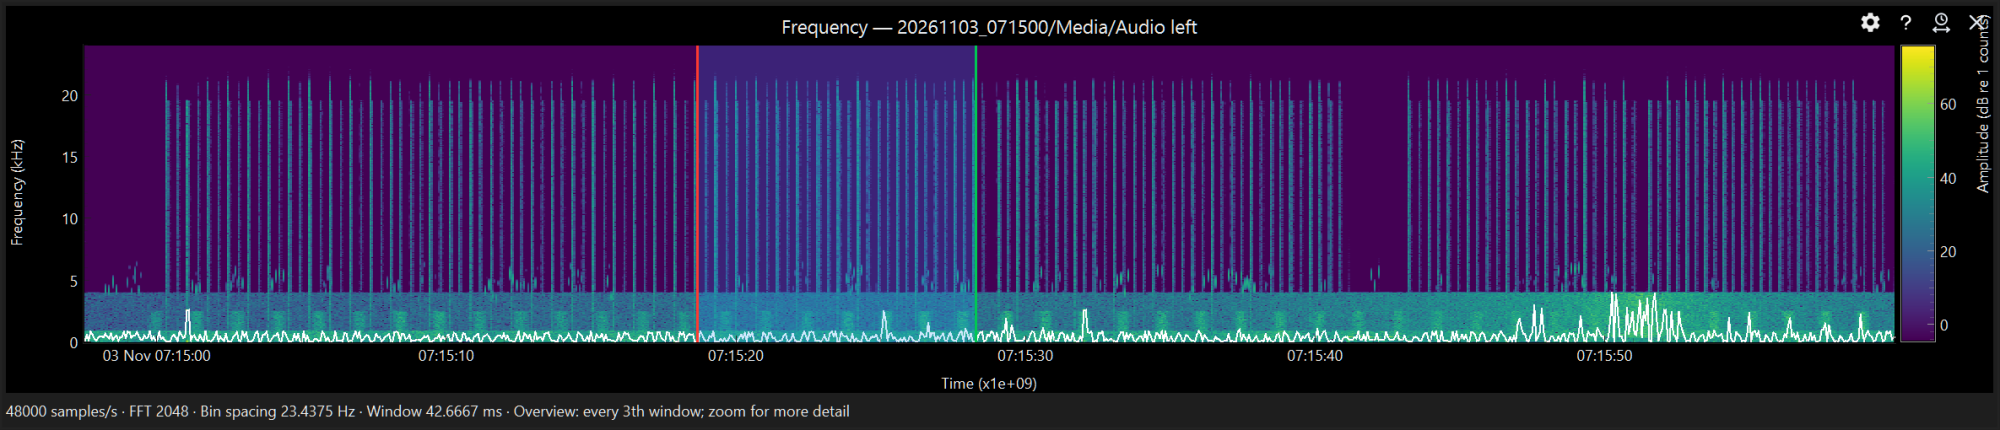 Frequency — 20261103_071500/Media/Audio left
?
Frequency (kHz)
20
15
10
5
0
03 Nov 07:15:00
07:15:10
07:15:20
07:15:30
07:15:40
07:15:50
Time (x1e+09)
60
40
20
0
Amplitude (dB re 1 counts)
48000 samples/s · FFT 2048 · Bin spacing 23.4375 Hz · Window 42.6667 ms · Overview: every 3th window; zoom for more detail